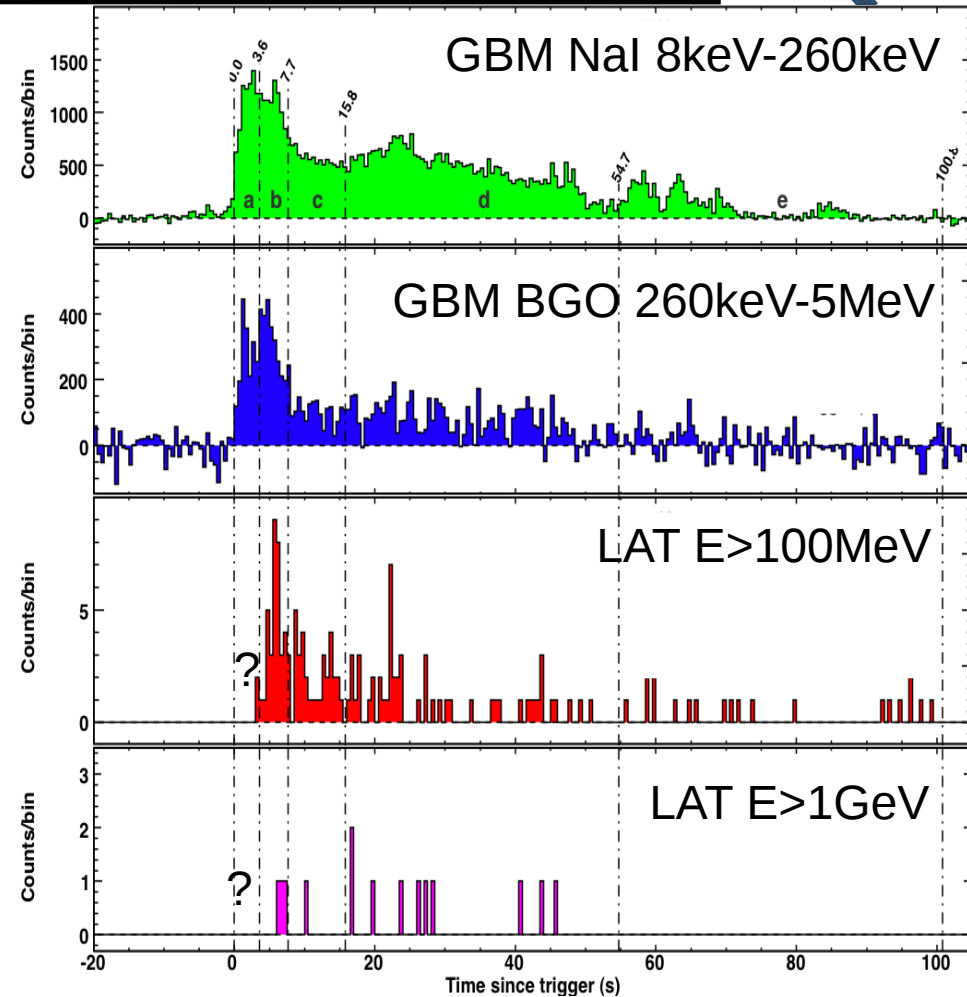 GBM NaI 8keV-260keV
Counts/bin
1500
1000
500
0
0.0
3.6
7.7
15.8
54.7
a
b
c
d
e
GBM BGO 260keV-5MeV
Counts/bin
400
200
0
LAT E>100MeV
Counts/bin
5
0
?
LAT E>1GeV
Counts/bin
3
2
1
0
?
-20
0
20
40
60
80
100
Time since trigger (s)